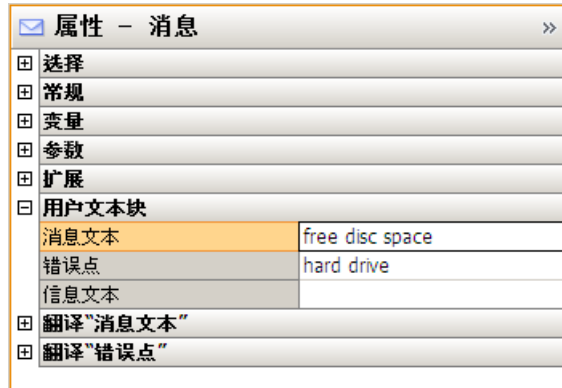 属性 - 消息 »
选择
常规
变量
参数
扩展
用户文本块
消息文本 free disc space
错误点 hard drive
信息文本
翻译"消息文本"
翻译"错误点"